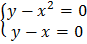 {y − x² = 0
y − x = 0